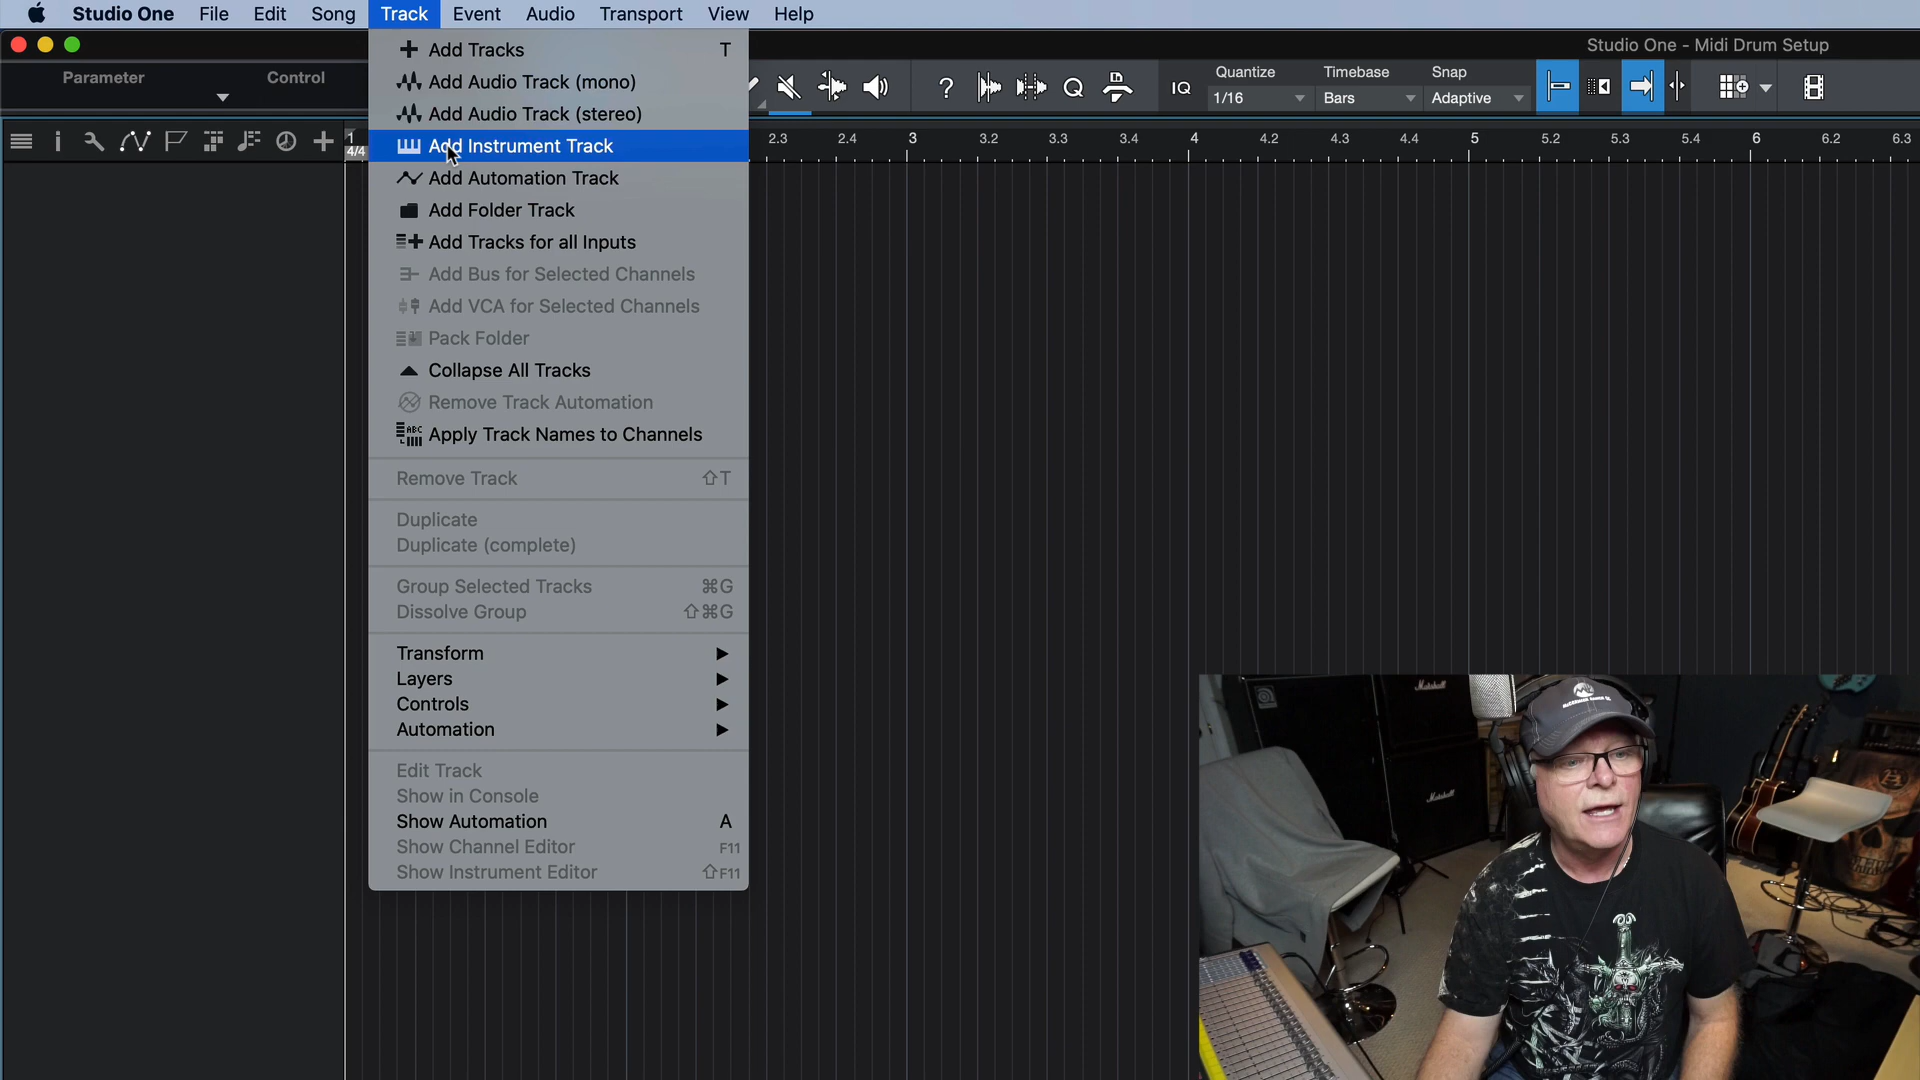 Studio One File Edit Song Track Event Audio Transport View Help
Studio One - Midi Drum Setup
Parameter Control
? IQ Quantize Timebase Snap
Q 1/16 Bars Adaptive
1 2.3 2.4 3 3.2 3.3 3.4 4 4.2 4.3 4.4 5 5.2 5.3 5.4 6 6.2 6.3
4/4
Add Tracks T
Add Audio Track (mono)
Add Audio Track (stereo)
Add Instrument Track
Add Automation Track
Add Folder Track
Add Tracks for all Inputs
Add Bus for Selected Channels
Add VCA for Selected Channels
Pack Folder
Collapse All Tracks
Remove Track Automation
ABC Apply Track Names to Channels
Remove Track ⇧T
Duplicate
Duplicate (complete)
Group Selected Tracks ⌘G
Dissolve Group ⇧⌘G
Transform
Layers
Controls
Automation
Edit Track
Show in Console
Show Automation A
Show Channel Editor F11
Show Instrument Editor ⇧F11
Marshall
Marshall